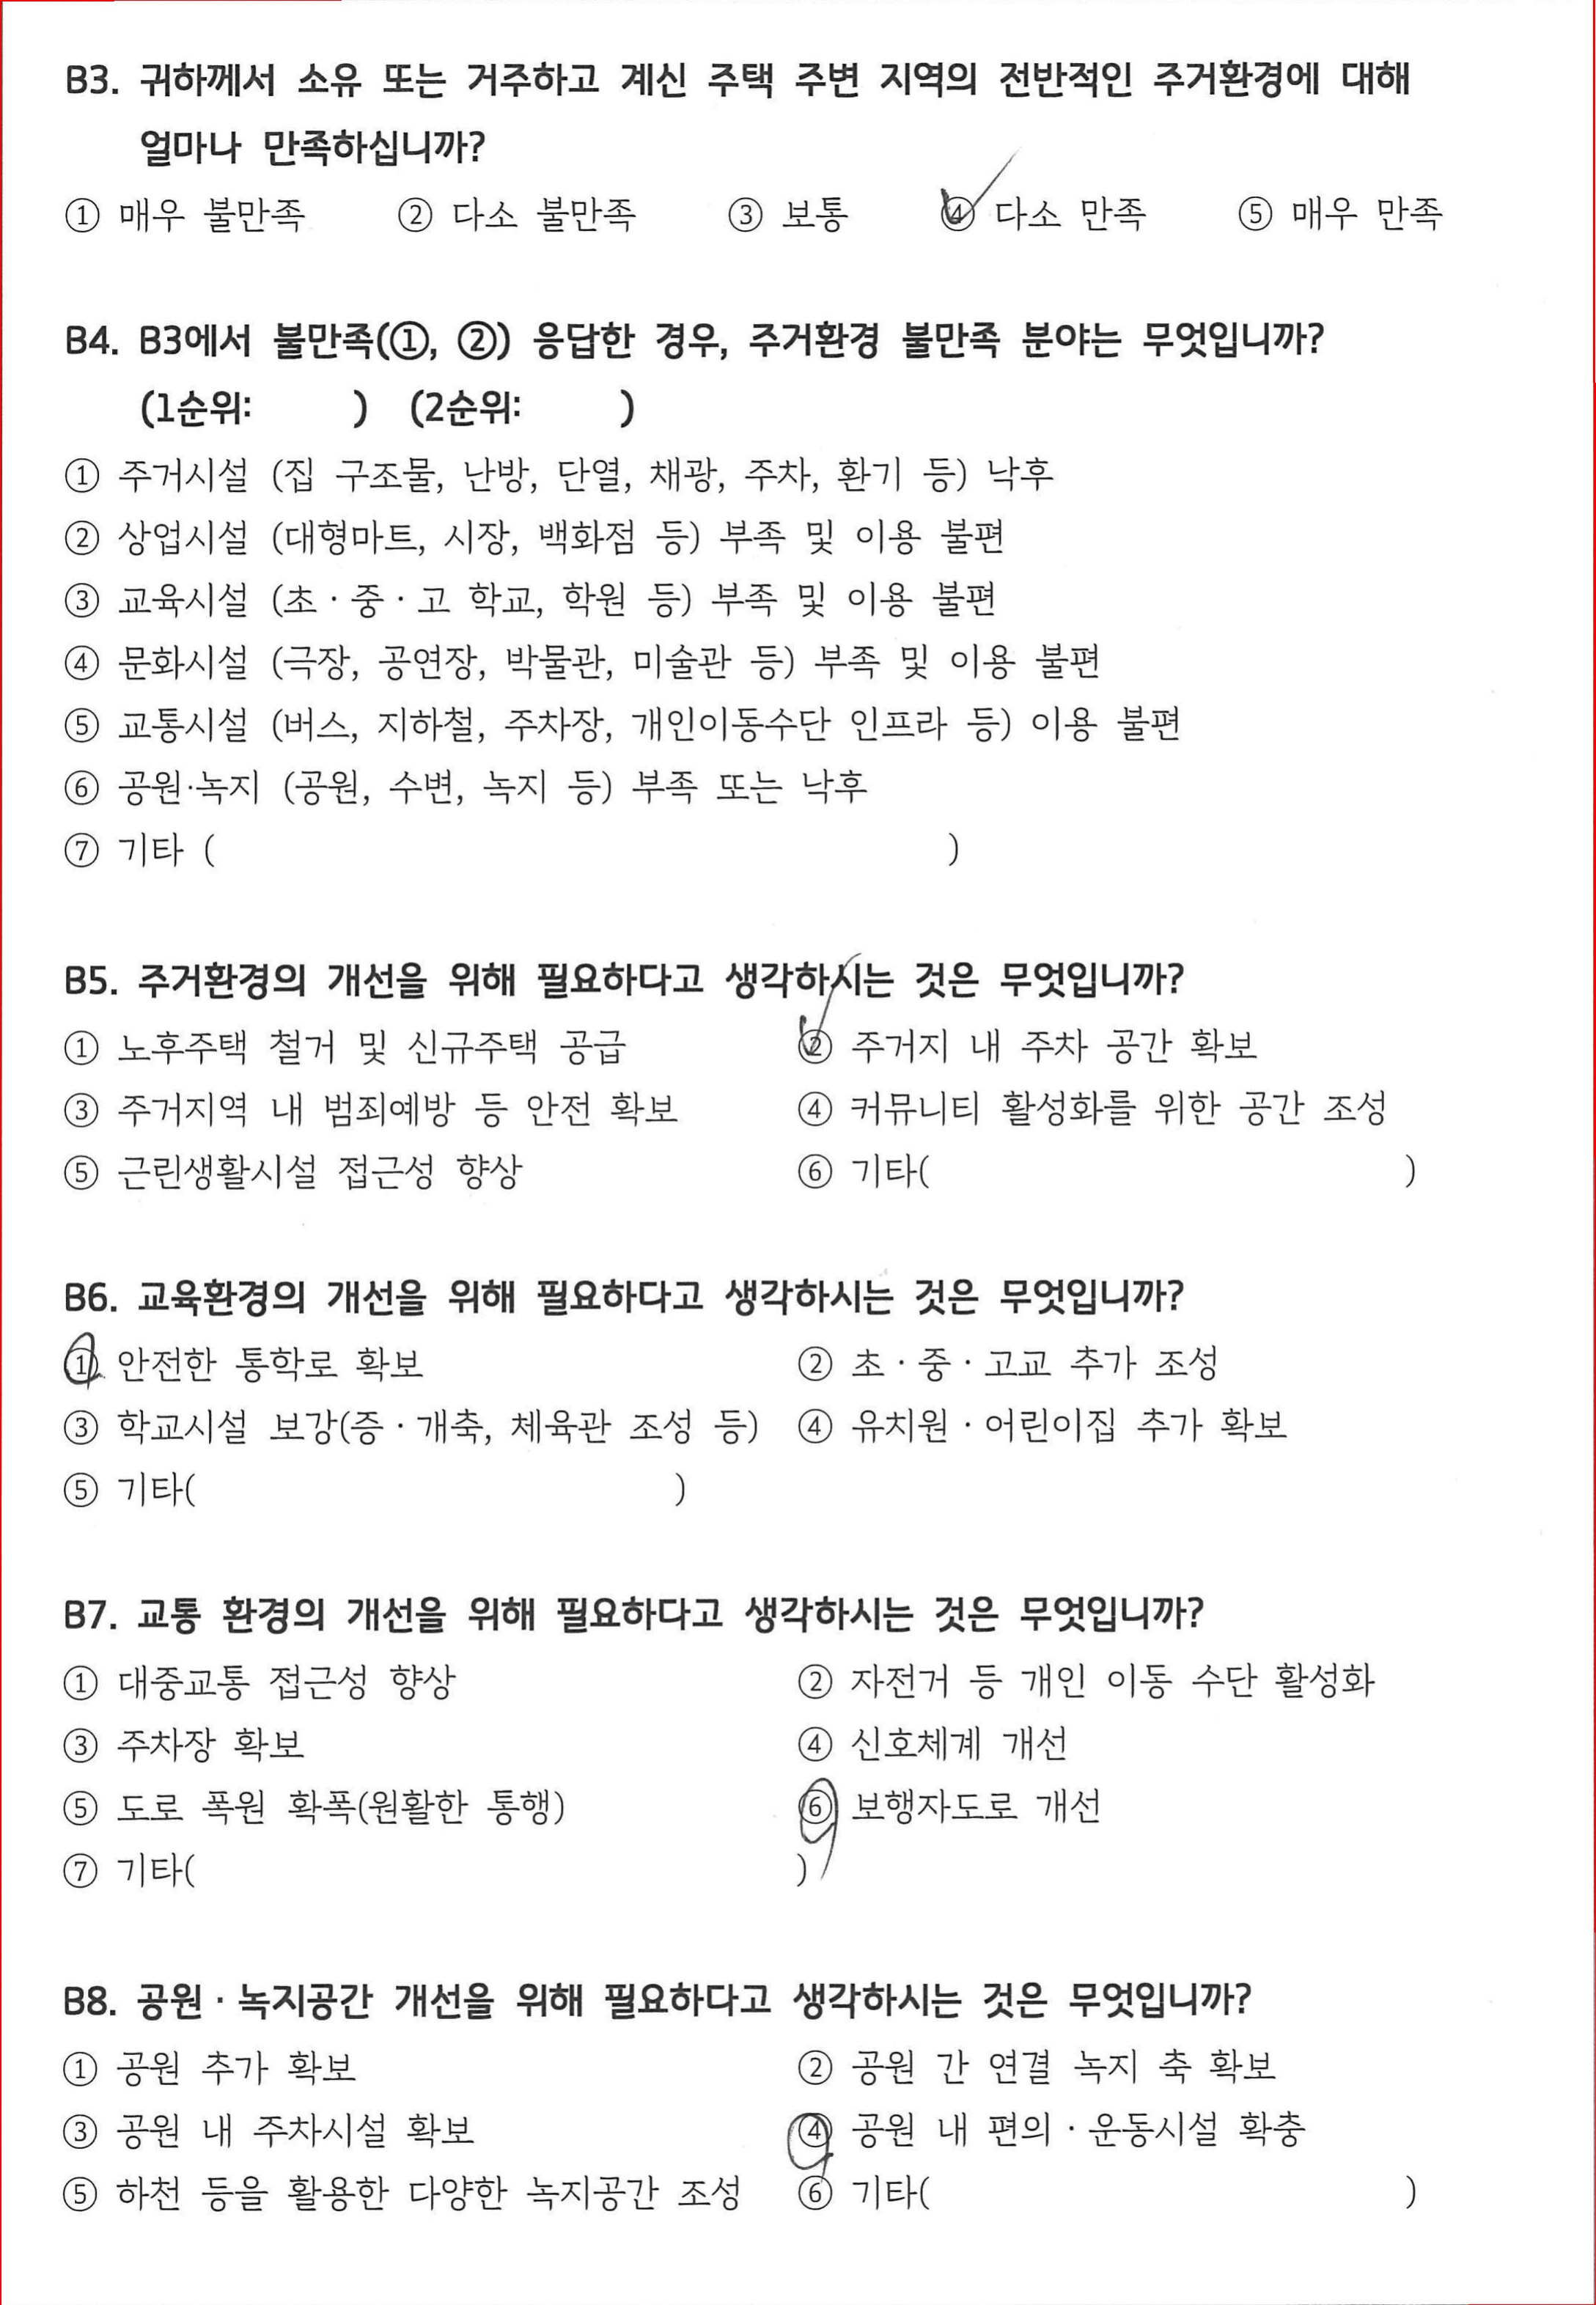 B3. 귀하께서 소유 또는 거주하고 계신 주택 주변 지역의 전반적인 주거환경에 대해
얼마나 만족하십니까?
① 매우 불만족 ② 다소 불만족 ③ 보통 ④ 다소 만족 ⑤ 매우 만족
B4. B3에서 불만족(①, ②) 응답한 경우, 주거환경 불만족 분야는 무엇입니까?
(1순위: ) (2순위: )
① 주거시설 (집 구조물, 난방, 단열, 채광, 주차, 환기 등) 낙후
② 상업시설 (대형마트, 시장, 백화점 등) 부족 및 이용 불편
③ 교육시설 (초·중·고 학교, 학원 등) 부족 및 이용 불편
④ 문화시설 (극장, 공연장, 박물관, 미술관 등) 부족 및 이용 불편
⑤ 교통시설 (버스, 지하철, 주차장, 개인이동수단 인프라 등) 이용 불편
⑥ 공원·녹지 (공원, 수변, 녹지 등) 부족 또는 낙후
⑦ 기타 ( )
B5. 주거환경의 개선을 위해 필요하다고 생각하시는 것은 무엇입니까?
① 노후주택 철거 및 신규주택 공급 ② 주거지 내 주차 공간 확보
③ 주거지역 내 범죄예방 등 안전 확보 ④ 커뮤니티 활성화를 위한 공간 조성
⑤ 근린생활시설 접근성 향상 ⑥ 기타( )
B6. 교육환경의 개선을 위해 필요하다고 생각하시는 것은 무엇입니까?
① 안전한 통학로 확보 ② 초·중·고교 추가 조성
③ 학교시설 보강(증·개축, 체육관 조성 등) ④ 유치원·어린이집 추가 확보
⑤ 기타( )
B7. 교통 환경의 개선을 위해 필요하다고 생각하시는 것은 무엇입니까?
① 대중교통 접근성 향상 ② 자전거 등 개인 이동 수단 활성화
③ 주차장 확보 ④ 신호체계 개선
⑤ 도로 폭원 확폭(원활한 통행) ⑥ 보행자도로 개선
⑦ 기타( )
B8. 공원·녹지공간 개선을 위해 필요하다고 생각하시는 것은 무엇입니까?
① 공원 추가 확보 ② 공원 간 연결 녹지 축 확보
③ 공원 내 주차시설 확보 ④ 공원 내 편의·운동시설 확충
⑤ 하천 등을 활용한 다양한 녹지공간 조성 ⑥ 기타( )